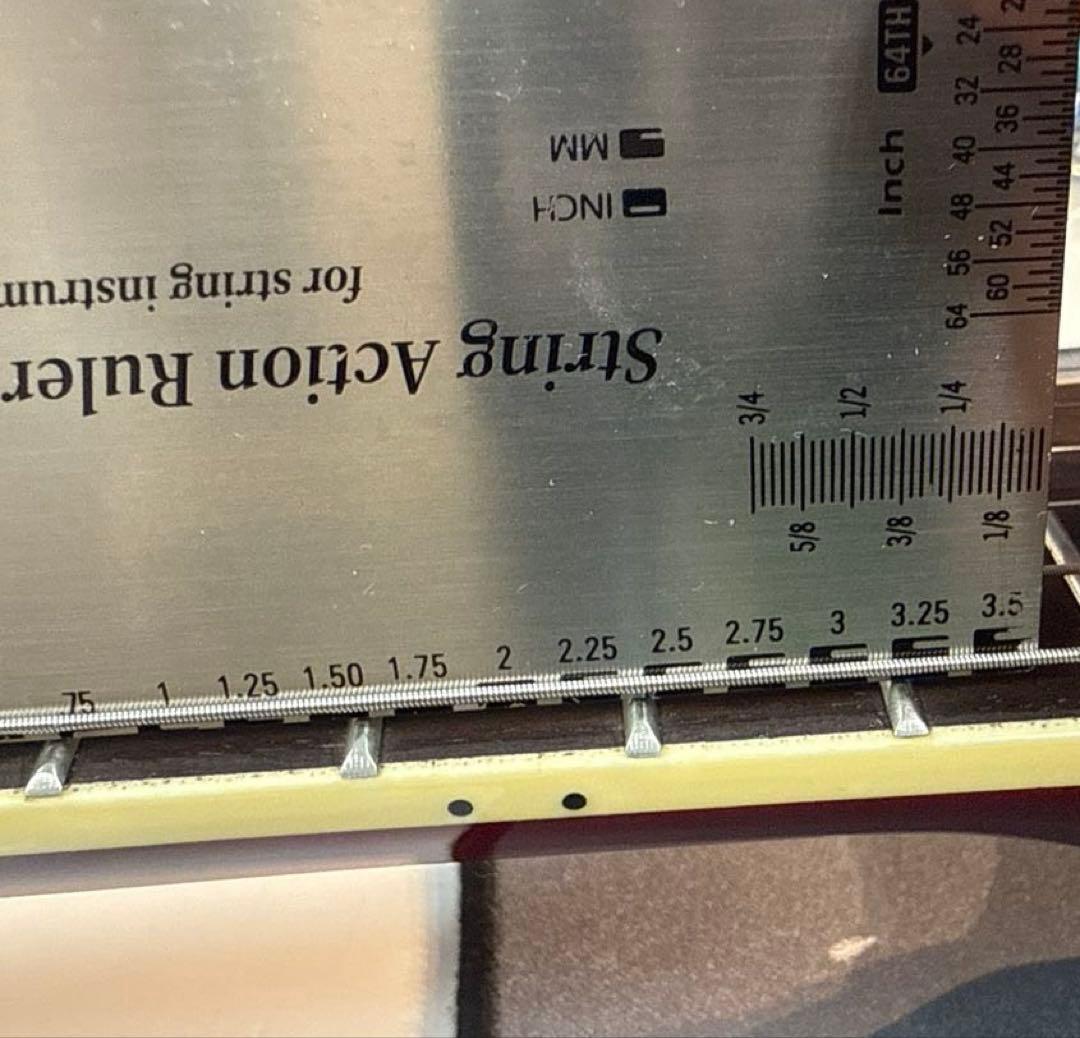 String Action Ruler
for string instrum
INCH
MM
Inch 64TH
24
32
40
48
56
64
28
36
44
52
60
3/4
1/2
1/4
5/8
3/8
1/8
.75 1 1.25 1.50 1.75 2 2.25 2.5 2.75 3 3.25 3.5